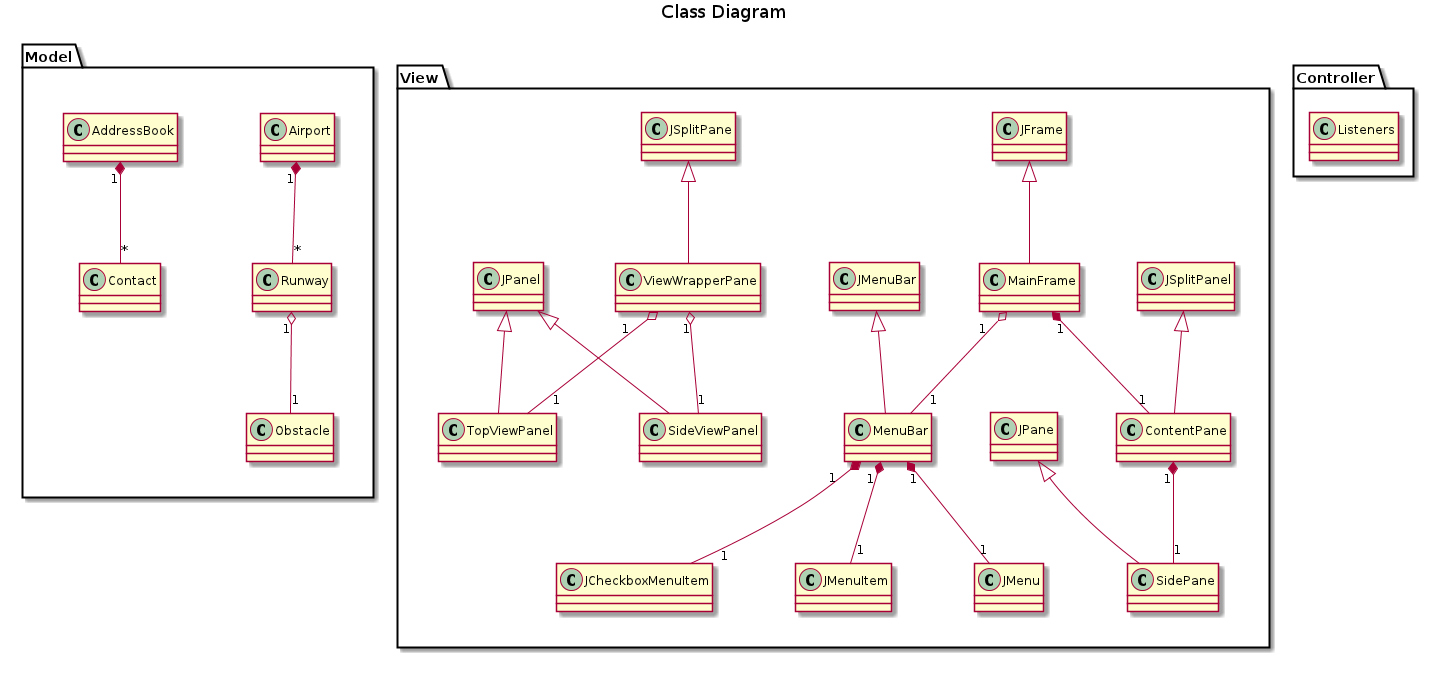 Class Diagram
Model
View
Controller
C AddressBook
C Airport
C JSplitPane
C JFrame
C Listeners
1
1
*
*
C Contact
C Runway
C JPanel
C ViewWrapperPane
C JMenuBar
C MainFrame
C JSplitPanel
1
1
1
1
1
1
1
1
1
1
C Obstacle
C TopViewPanel
C SideViewPanel
C MenuBar
C JPane
C ContentPane
1
1
1
1
1
1
1
1
C JCheckboxMenuItem
C JMenuItem
C JMenu
C SidePane